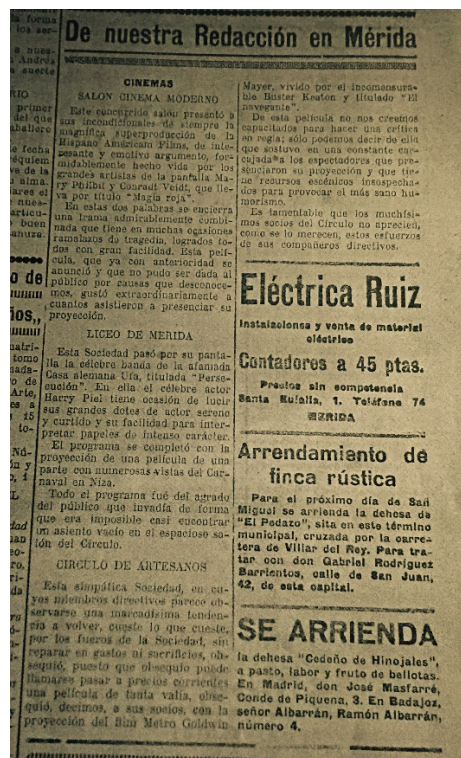 De nuestra Redacción en Mérida
CINEMAS
SALON CINEMA MODERNO
Este concurrido salón presentó a
sus incondicionales de siempre la
magnífica superproducción de la
Hispano American Films, de inte-
resante y emotivo argumento, for-
midablemente hecho vida por los
grandes artistas de la pantalla Mary
Philbil y Conradt Veidt, que lle-
va por título "Magia roja".
En estas dos palabras se encierra
una trama admirablemente combi-
nada que tiene en muchas ocasiones
ramalazos de tragedia, logrados to-
dos con gran facilidad. Esta pelí-
cula, que ya con anterioridad se
anunció y que no pudo ser dada al
público por causas que desconoce-
mos, gustó extraordinariamente a
cuantos asistieron a presenciar su
proyección.
LICEO DE MERIDA
Esta Sociedad pasó por su panta-
lla la célebre banda de la afamada
Casa alemana Ufa, titulada "Perse-
cución". En ella el célebre actor
Harry Piel tiene ocasión de lucir
sus grandes dotes de actor sereno
y curtido y su facilidad para inter-
pretar papeles de intenso carácter.
El programa se completó con la
proyección de una película de una
parte con numerosas vistas del Car-
naval en Niza.
Todo el programa fué del agrado
del público que invadía de forma
que era imposible casi encontrar
un asiento vacío en el espacioso sa-
lón del Círculo.
CIRCULO DE ARTESANOS
Esta simpática Sociedad, en cu-
yos miembros directivos parece ob-
servarse una marcadísima tenden-
cia a volver, cueste lo que cueste,
por los fueros de la Sociedad, sin
reparar en gastos ni sacrificios, ob-
sequió, puesto que obsequio puede
llamarse pasar a precios corrientes
una película de tanta valía, obse-
quió, decimos, a sus socios, con la
proyección del film Metro Goldwin
Mayer, vivido por el incomensura-
ble Buster Keaton y titulado "El
navegante".
De esta película no nos creemos
capacitados para hacer una crítica
en regla; sólo podemos decir de ella
que sostuvo en una constante car-
cajada a los espectadores que pre-
senciaron su proyección y que tie-
ne recursos escénicos insospecha-
dos para provocar el más sano hu-
morismo.
Es lamentable que los muchísi-
mos socios del Círculo no aprecien,
como se lo merecen, estos esfuerzos
de sus compañeros directivos.
Eléctrica Ruiz
Instalaciones y venta de material
eléctrico
Contadores a 45 ptas.
Precios sin competencia
Santa Eulalia, 1. Teléfono 74
MERIDA
Arrendamiento de
finca rústica
Para el próximo día de San
Miguel se arrienda la dehesa de
"El Pedazo", sita en este término
municipal, cruzada por la carre-
tera de Villar del Rey. Para tra-
tar con don Gabriel Rodríguez
Barrientos, calle de San Juan,
42, de esta capital.
SE ARRIENDA
la dehesa "Cedeño de Hinojales",
a pasto, labor y fruto de bellotas.
En Madrid, don José Masfarré,
Conde de Piquena, 3. En Badajoz,
señor Albarrán, Ramón Albarrán,
número 4.